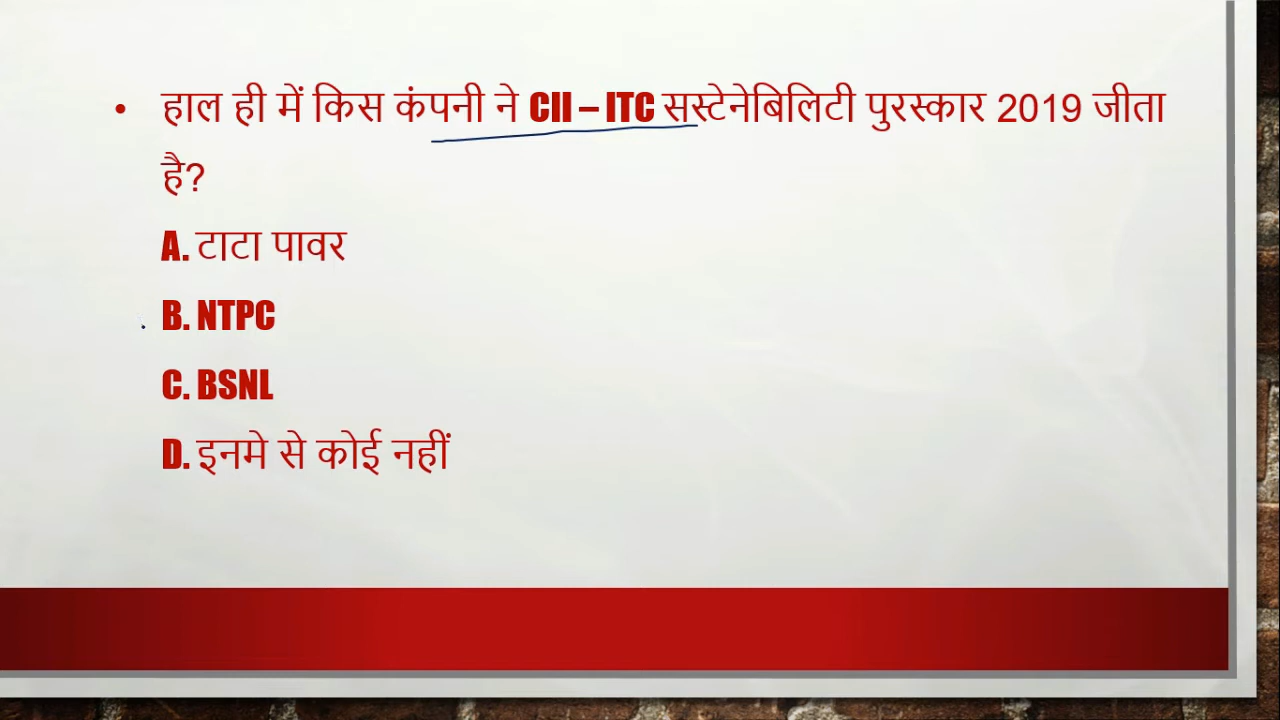 • हाल ही में किस कंपनी ने CII – ITC सस्टेनेबिलिटी पुरस्कार 2019 जीता
है?
A. टाटा पावर
B. NTPC
C. BSNL
D. इनमे से कोई नहीं